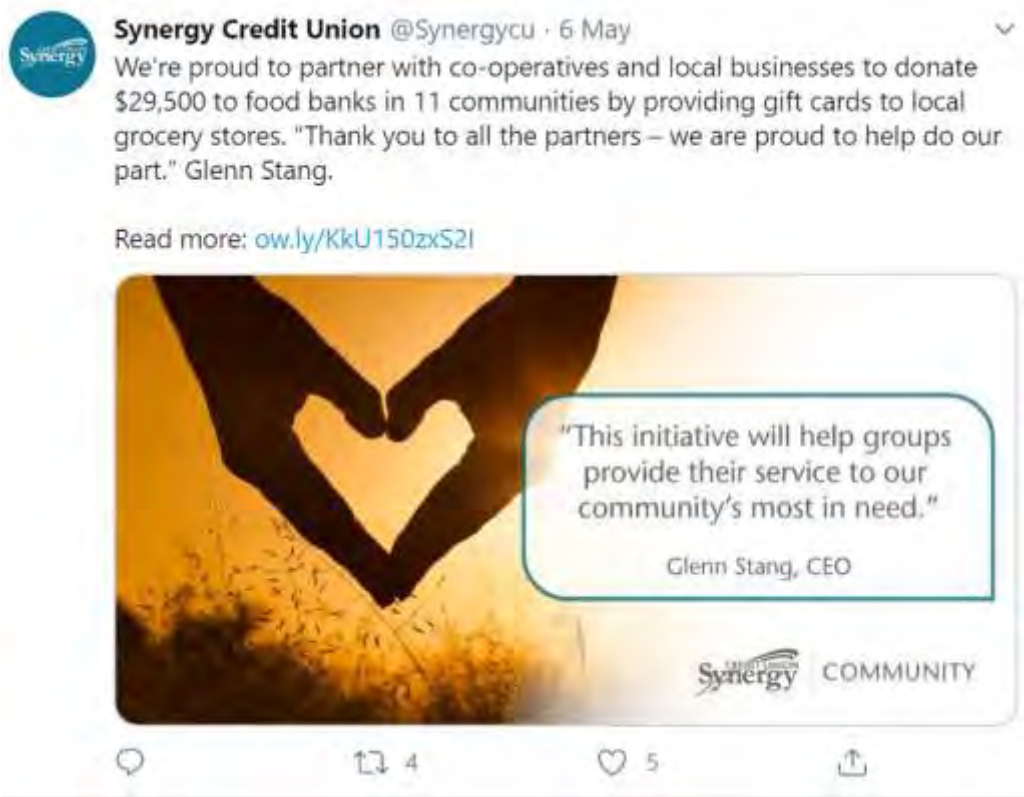 Synergy
Synergy Credit Union @Synergycu · 6 May
We're proud to partner with co-operatives and local businesses to donate
$29,500 to food banks in 11 communities by providing gift cards to local
grocery stores. "Thank you to all the partners – we are proud to help do our
part." Glenn Stang.
Read more: ow.ly/KkU150zxS2I
"This initiative will help groups
provide their service to our
community's most in need."
Glenn Stang, CEO
CREDIT UNION
Synergy COMMUNITY
4 5